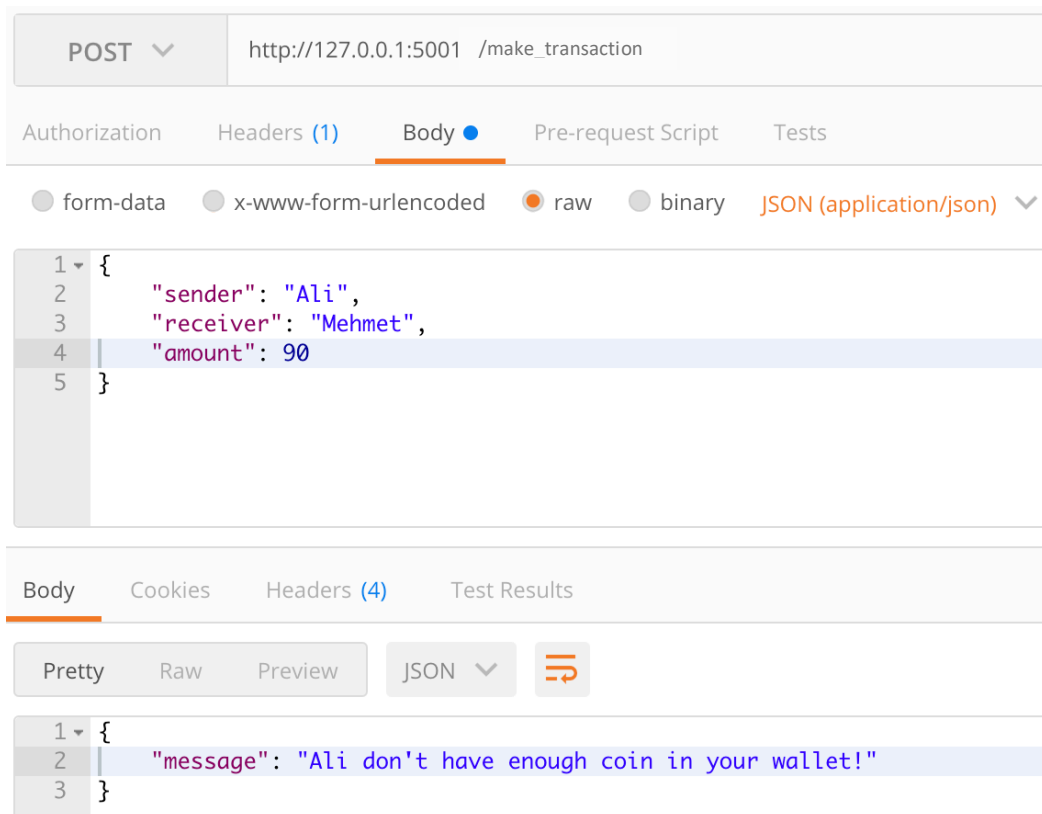 POST http://127.0.0.1:5001 /make_transaction
Authorization Headers (1) Body Pre-request Script Tests
form-data x-www-form-urlencoded raw binary JSON (application/json)
1 {
2 "sender": "Ali",
3 "receiver": "Mehmet",
4 "amount": 90
5 }
Body Cookies Headers (4) Test Results
Pretty Raw Preview JSON
1 {
2 "message": "Ali don't have enough coin in your wallet!"
3 }